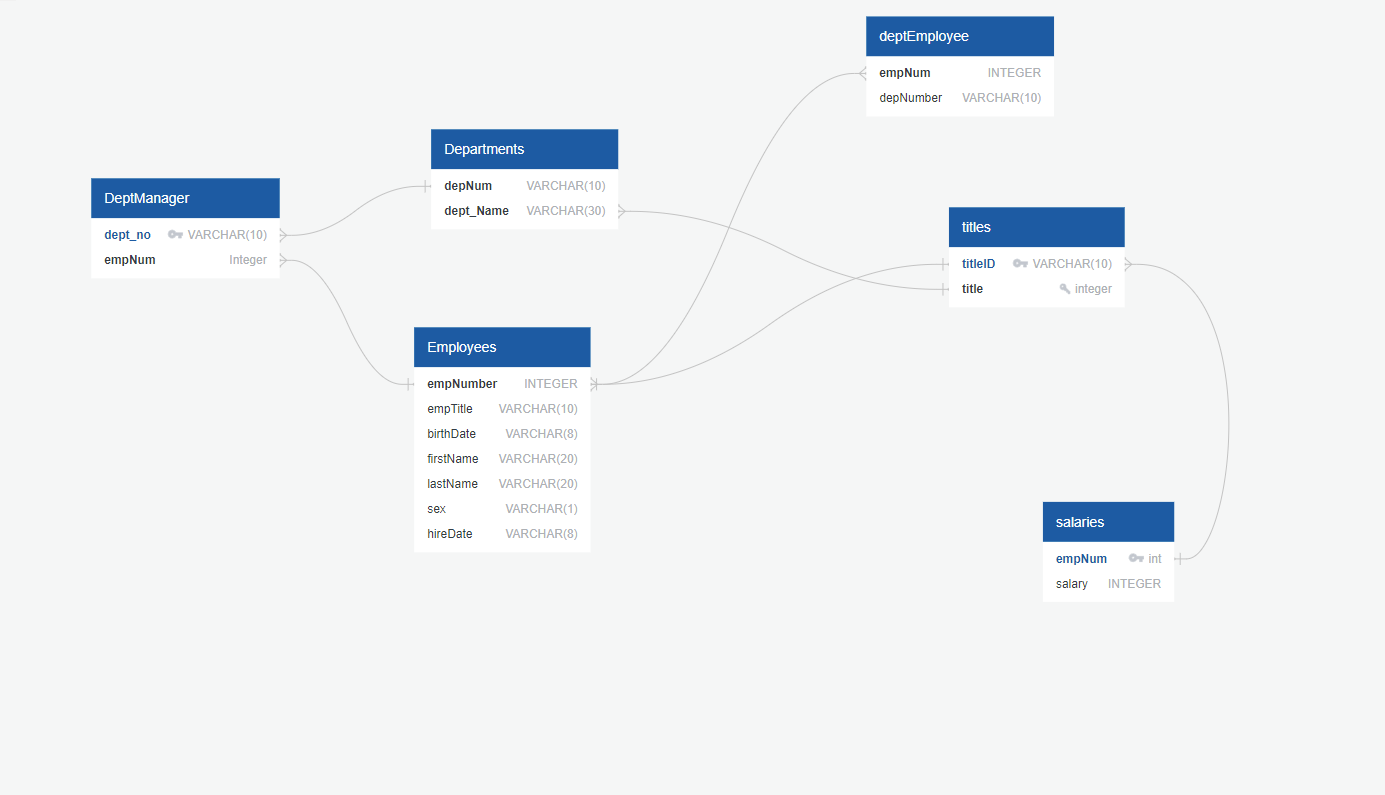 deptEmployee
empNum INTEGER
depNumber VARCHAR(10)
Departments
depNum VARCHAR(10)
dept_Name VARCHAR(30)
DeptManager
dept_no VARCHAR(10)
empNum Integer
titles
titleID VARCHAR(10)
title integer
Employees
empNumber INTEGER
empTitle VARCHAR(10)
birthDate VARCHAR(8)
firstName VARCHAR(20)
lastName VARCHAR(20)
sex VARCHAR(1)
hireDate VARCHAR(8)
salaries
empNum int
salary INTEGER